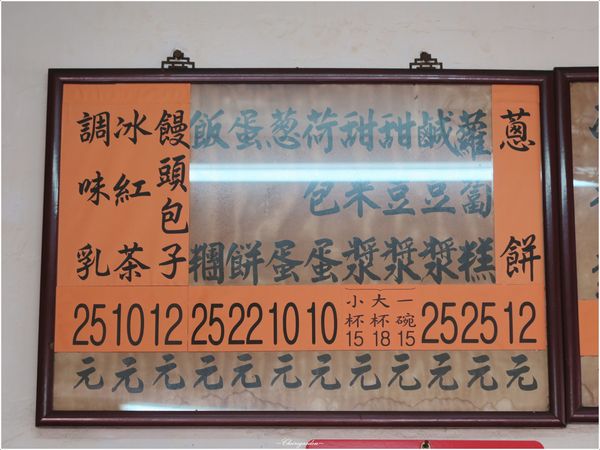 蔥餅
蘿蔔糕
鹹豆漿
甜豆漿
甜米漿
荷包蛋
葱蛋
蛋餅
飯糰
饅頭包子
冰紅茶
調味乳
25 10 12 25 22 10 10 小杯15 大杯18 一碗15 25 25 12
元 元 元 元 元 元 元 元 元 元 元 元